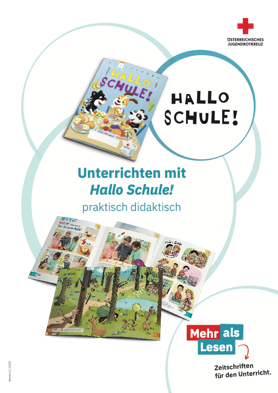 ÖSTERREICHISCHES
JUGENDROTKREUZ
HALLO
SCHULE!
HALLO
SCHULE!
Unterrichten mit
Hallo Schule!
praktisch didaktisch
Mehr als
Lesen
Zeitschriften
für den Unterricht.